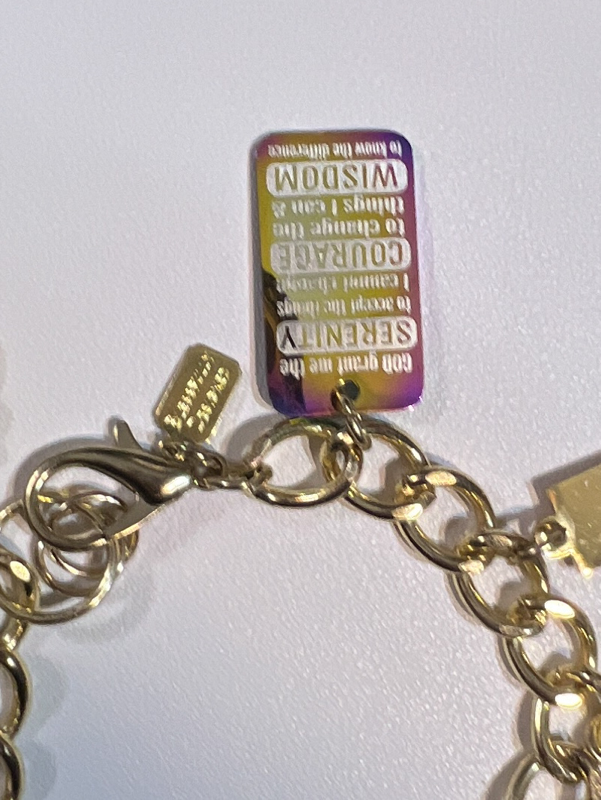 GOD grant me the
SERENITY
to accept the things
I cannot change
COURAGE
to change the
things I can &
WISDOM
to know the difference